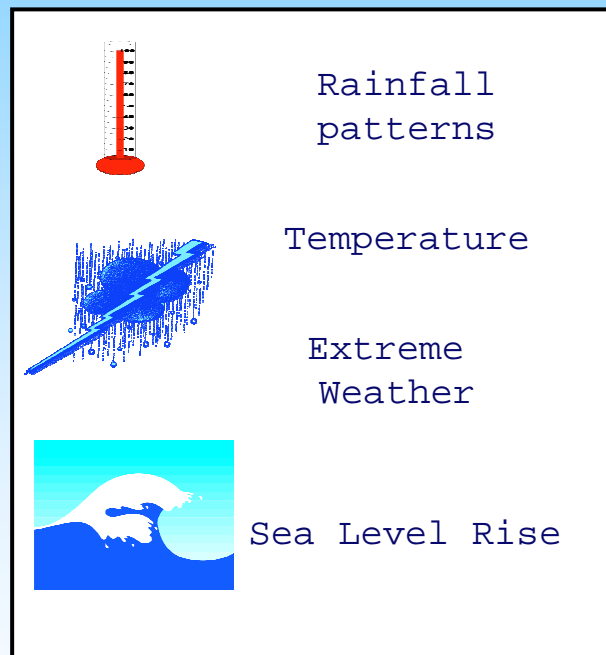 Rainfall
patterns
Temperature
Extreme
Weather
Sea Level Rise